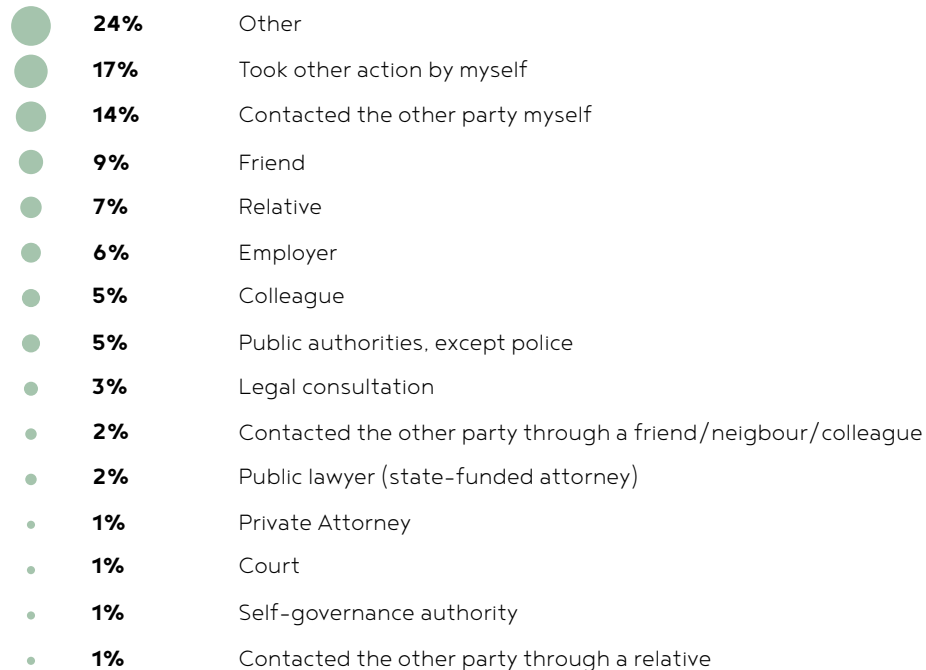 24% Other
17% Took other action by myself
14% Contacted the other party myself
9% Friend
7% Relative
6% Employer
5% Colleague
5% Public authorities, except police
3% Legal consultation
2% Contacted the other party through a friend/neigbour/colleague
2% Public lawyer (state-funded attorney)
1% Private Attorney
1% Court
1% Self-governance authority
1% Contacted the other party through a relative